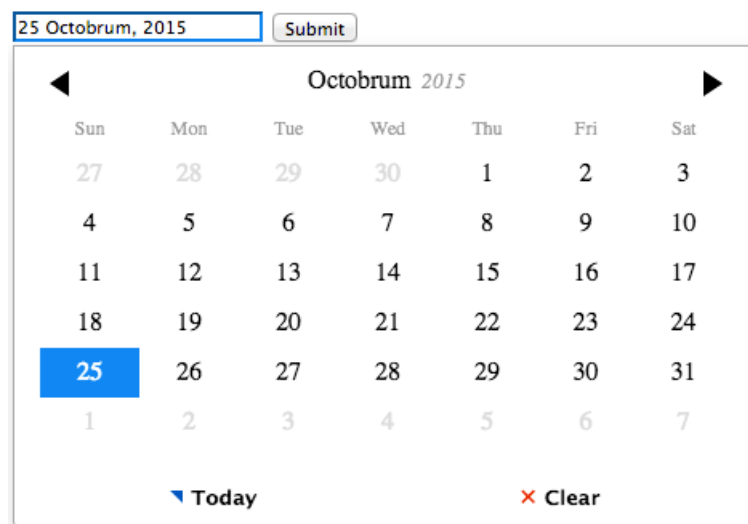 25 Octobrum, 2015 Submit
Octobrum 2015
Sun Mon Tue Wed Thu Fri Sat
27 28 29 30 1 2 3
4 5 6 7 8 9 10
11 12 13 14 15 16 17
18 19 20 21 22 23 24
25 26 27 28 29 30 31
1 2 3 4 5 6 7
Today × Clear